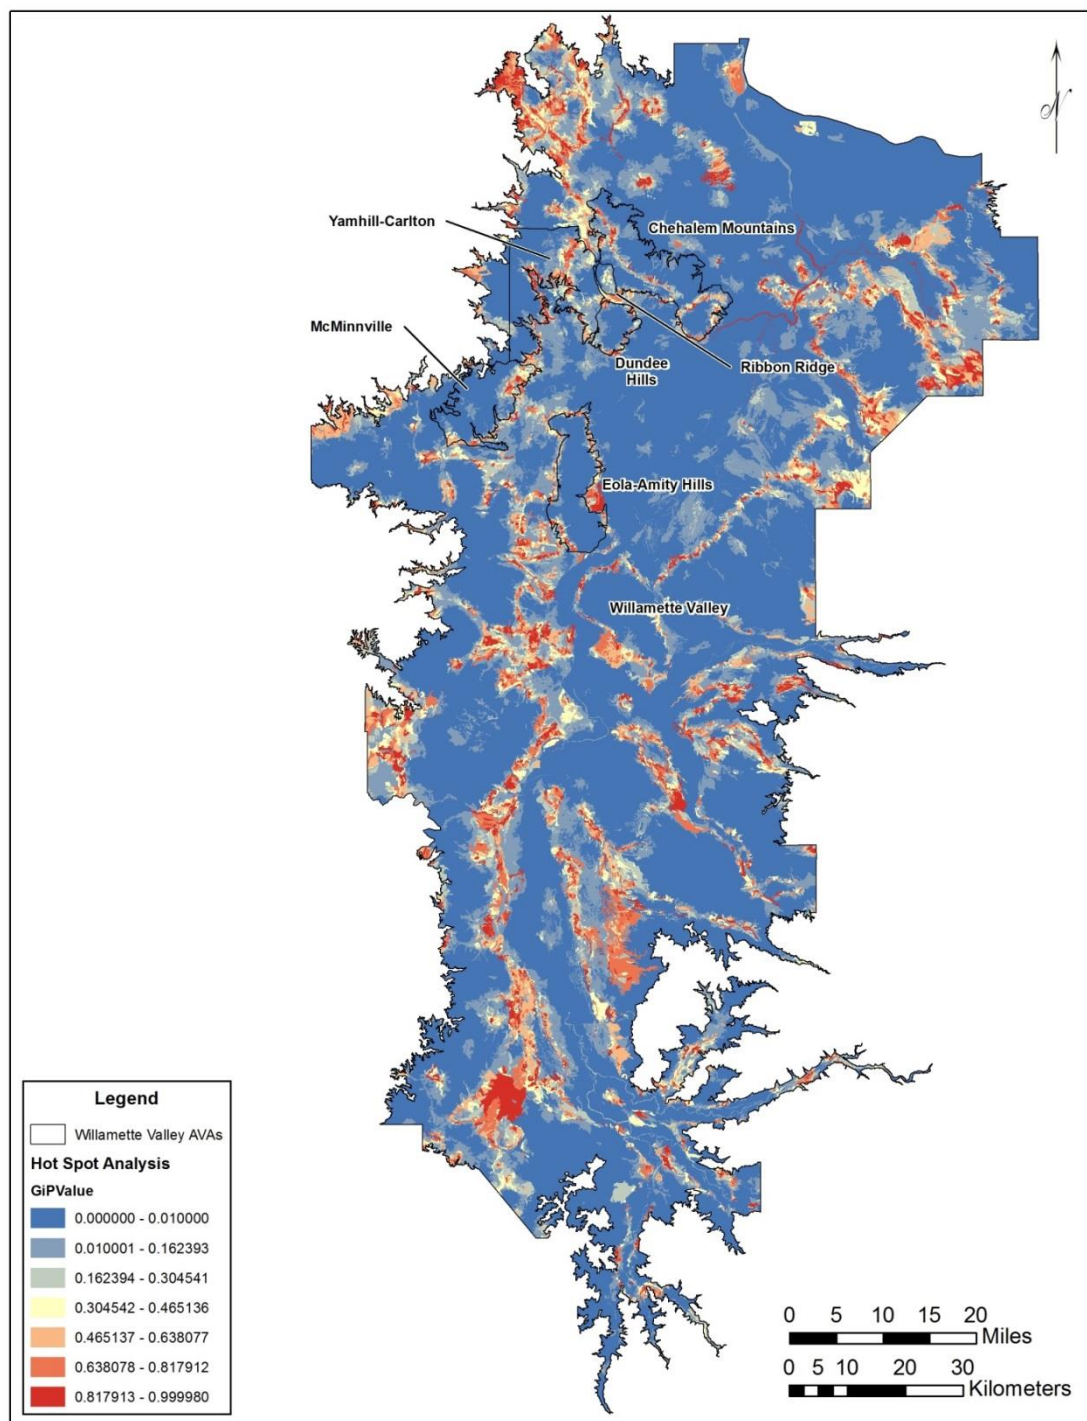 N
Yamhill-Carlton
Chehalem Mountains
McMinnville
Dundee
Hills
Ribbon Ridge
Eola-Amity Hills
Willamette Valley
Legend
Willamette Valley AVAs
Hot Spot Analysis
GiPValue
0.000000 - 0.010000
0.010001 - 0.162393
0.162394 - 0.304541
0.304542 - 0.465136
0.465137 - 0.638077
0.638078 - 0.817912
0.817913 - 0.999980
0 5 10 15 20
Miles
0 5 10 20 30
Kilometers